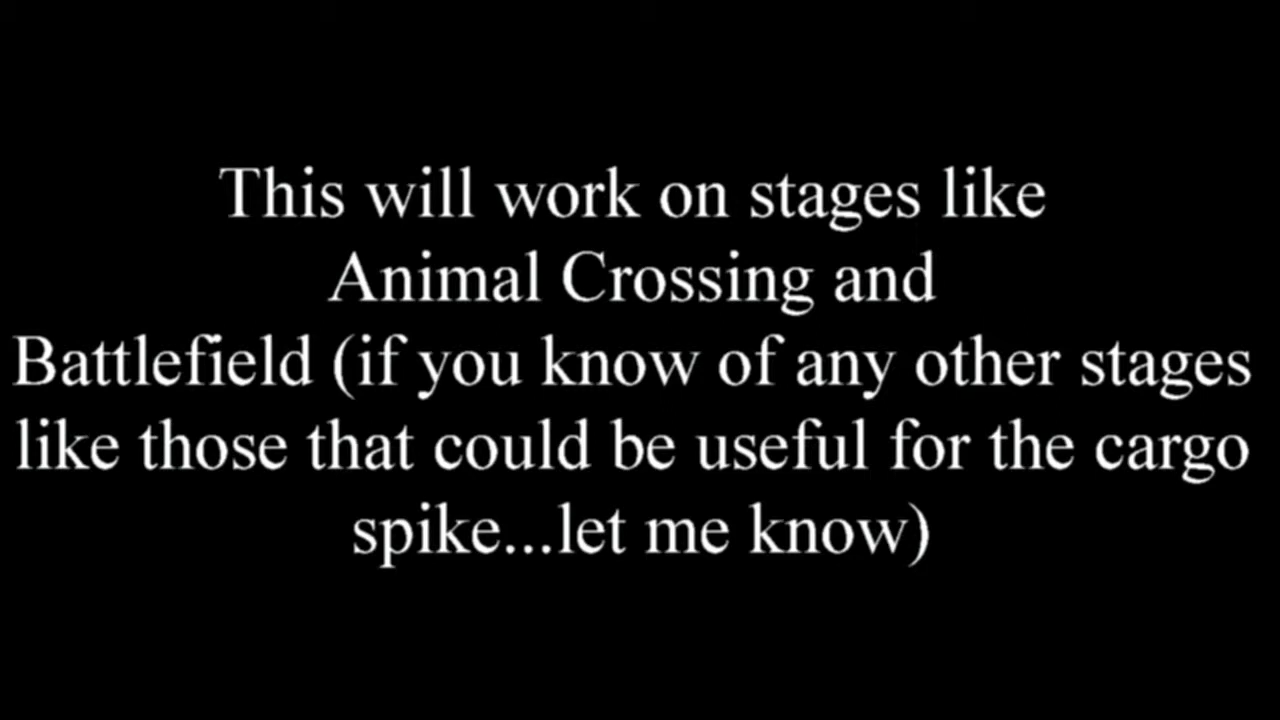 This will work on stages like
Animal Crossing and
Battlefield (if you know of any other stages
like those that could be useful for the cargo
spike...let me know)